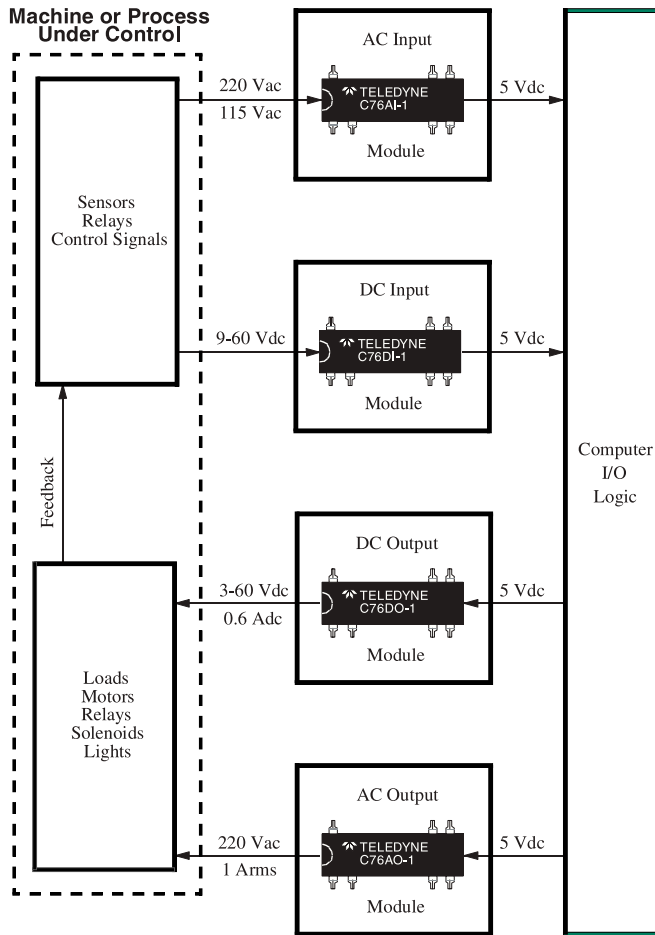 Machine or Process
Under Control
Sensors
Relays
Control Signals
Feedback
Loads
Motors
Relays
Solenoids
Lights
220 Vac
115 Vac
AC Input
TELEDYNE
C76AI-1
Module
5 Vdc
9-60 Vdc
DC Input
TELEDYNE
C76DI-1
Module
5 Vdc
3-60 Vdc
0.6 Adc
DC Output
TELEDYNE
C76DO-1
Module
5 Vdc
220 Vac
1 Arms
AC Output
TELEDYNE
C76AO-1
Module
5 Vdc
Computer
I/O
Logic